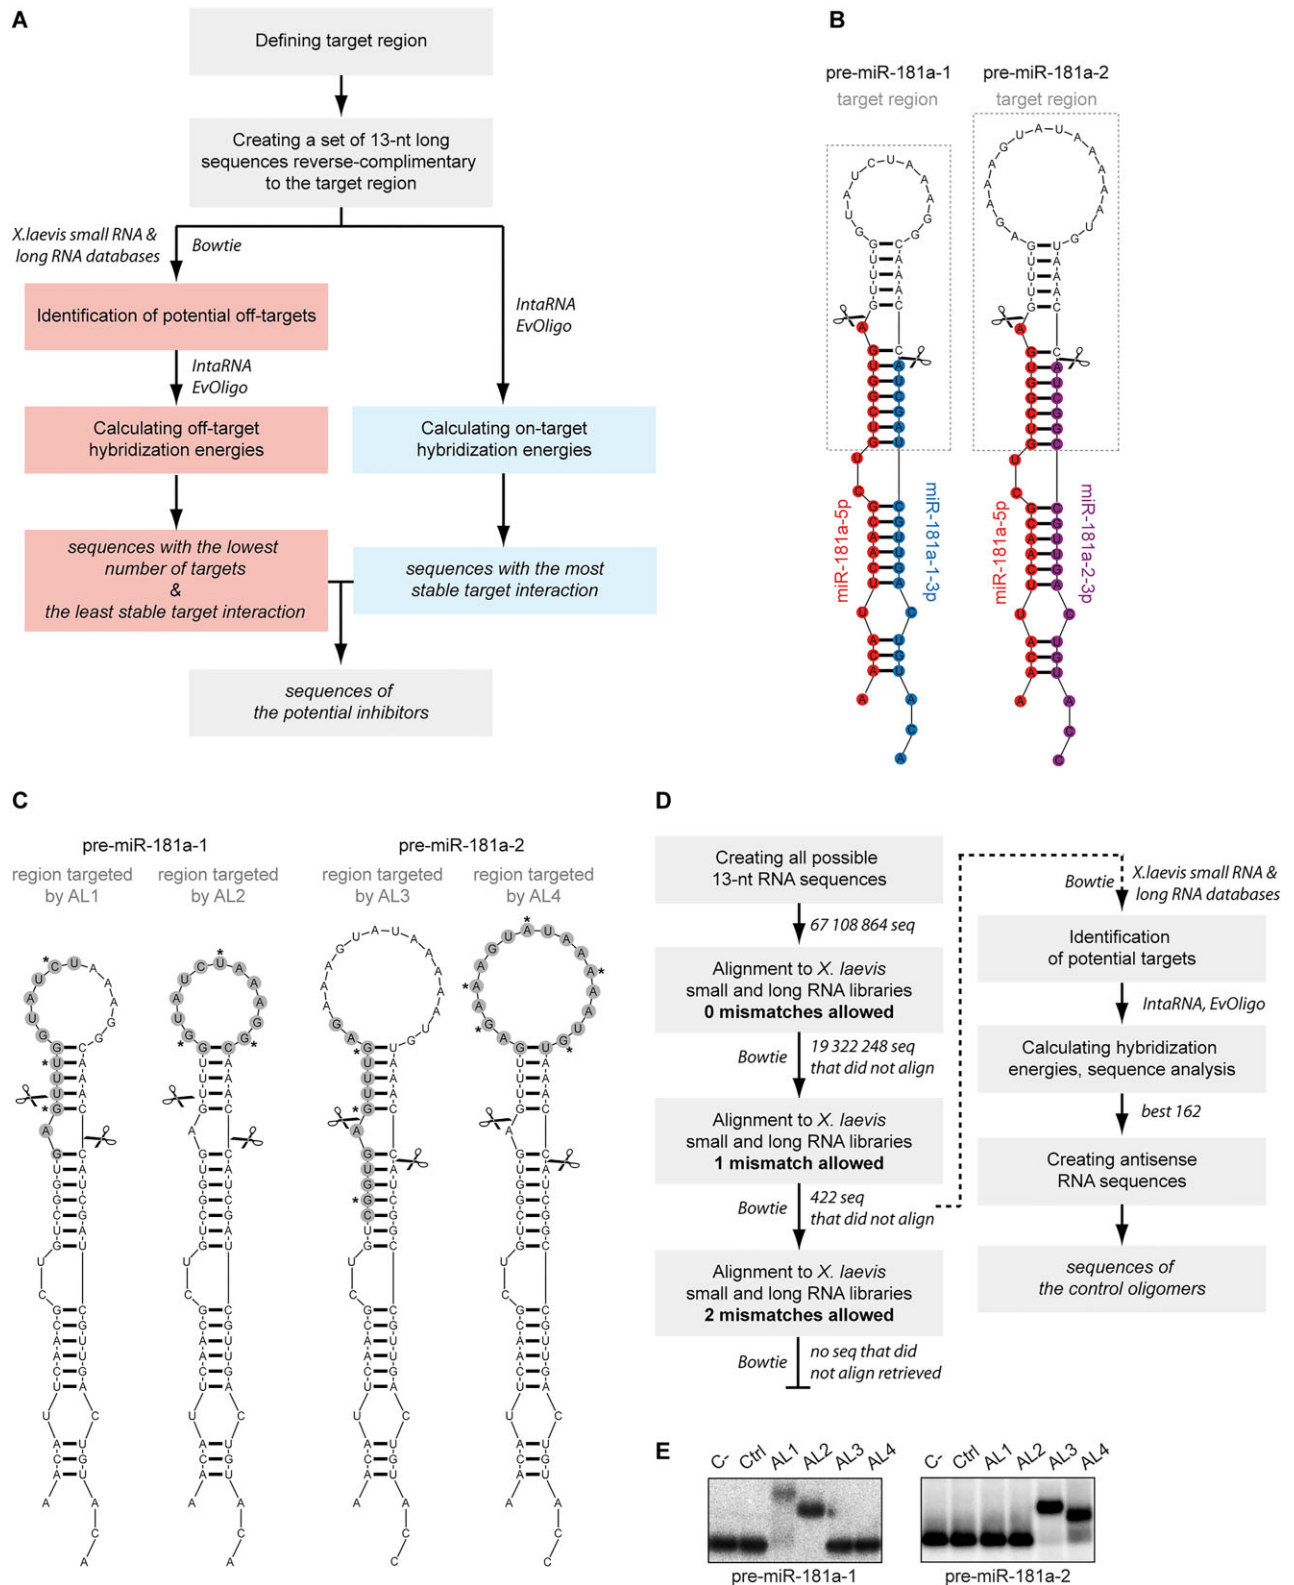 A
Defining target region
Creating a set of 13-nt long
sequences reverse-complimentary
to the target region
X.laevis small RNA &
long RNA databases
Bowtie
IntaRNA
EvOligo
Identification of potential off-targets
IntaRNA
EvOligo
Calculating off-target
hybridization energies
Calculating on-target
hybridization energies
sequences with the lowest
number of targets
&
the least stable target interaction
sequences with the most
stable target interaction
sequences of
the potential inhibitors
B
pre-miR-181a-1
target region
pre-miR-181a-2
target region
miR-181a-5p
miR-181a-1-3p
miR-181a-5p
miR-181a-2-3p
C
pre-miR-181a-1
pre-miR-181a-2
region targeted
by AL1
region targeted
by AL2
region targeted
by AL3
region targeted
by AL4
D
Creating all possible
13-nt RNA sequences
67 108 864 seq
Alignment to X. laevis
small and long RNA libraries
0 mismatches allowed
Bowtie
19 322 248 seq
that did not align
Alignment to X. laevis
small and long RNA libraries
1 mismatch allowed
Bowtie
422 seq
that did not align
Alignment to X. laevis
small and long RNA libraries
2 mismatches allowed
Bowtie
no seq that did
not align retrieved
Bowtie
X.laevis small RNA &
long RNA databases
Identification
of potential targets
IntaRNA, EvOligo
Calculating hybridization
energies, sequence analysis
best 162
Creating antisense
RNA sequences
sequences of
the control oligomers
E
C- Ctrl AL1 AL2 AL3 AL4
pre-miR-181a-1
C- Ctrl AL1 AL2 AL3 AL4
pre-miR-181a-2